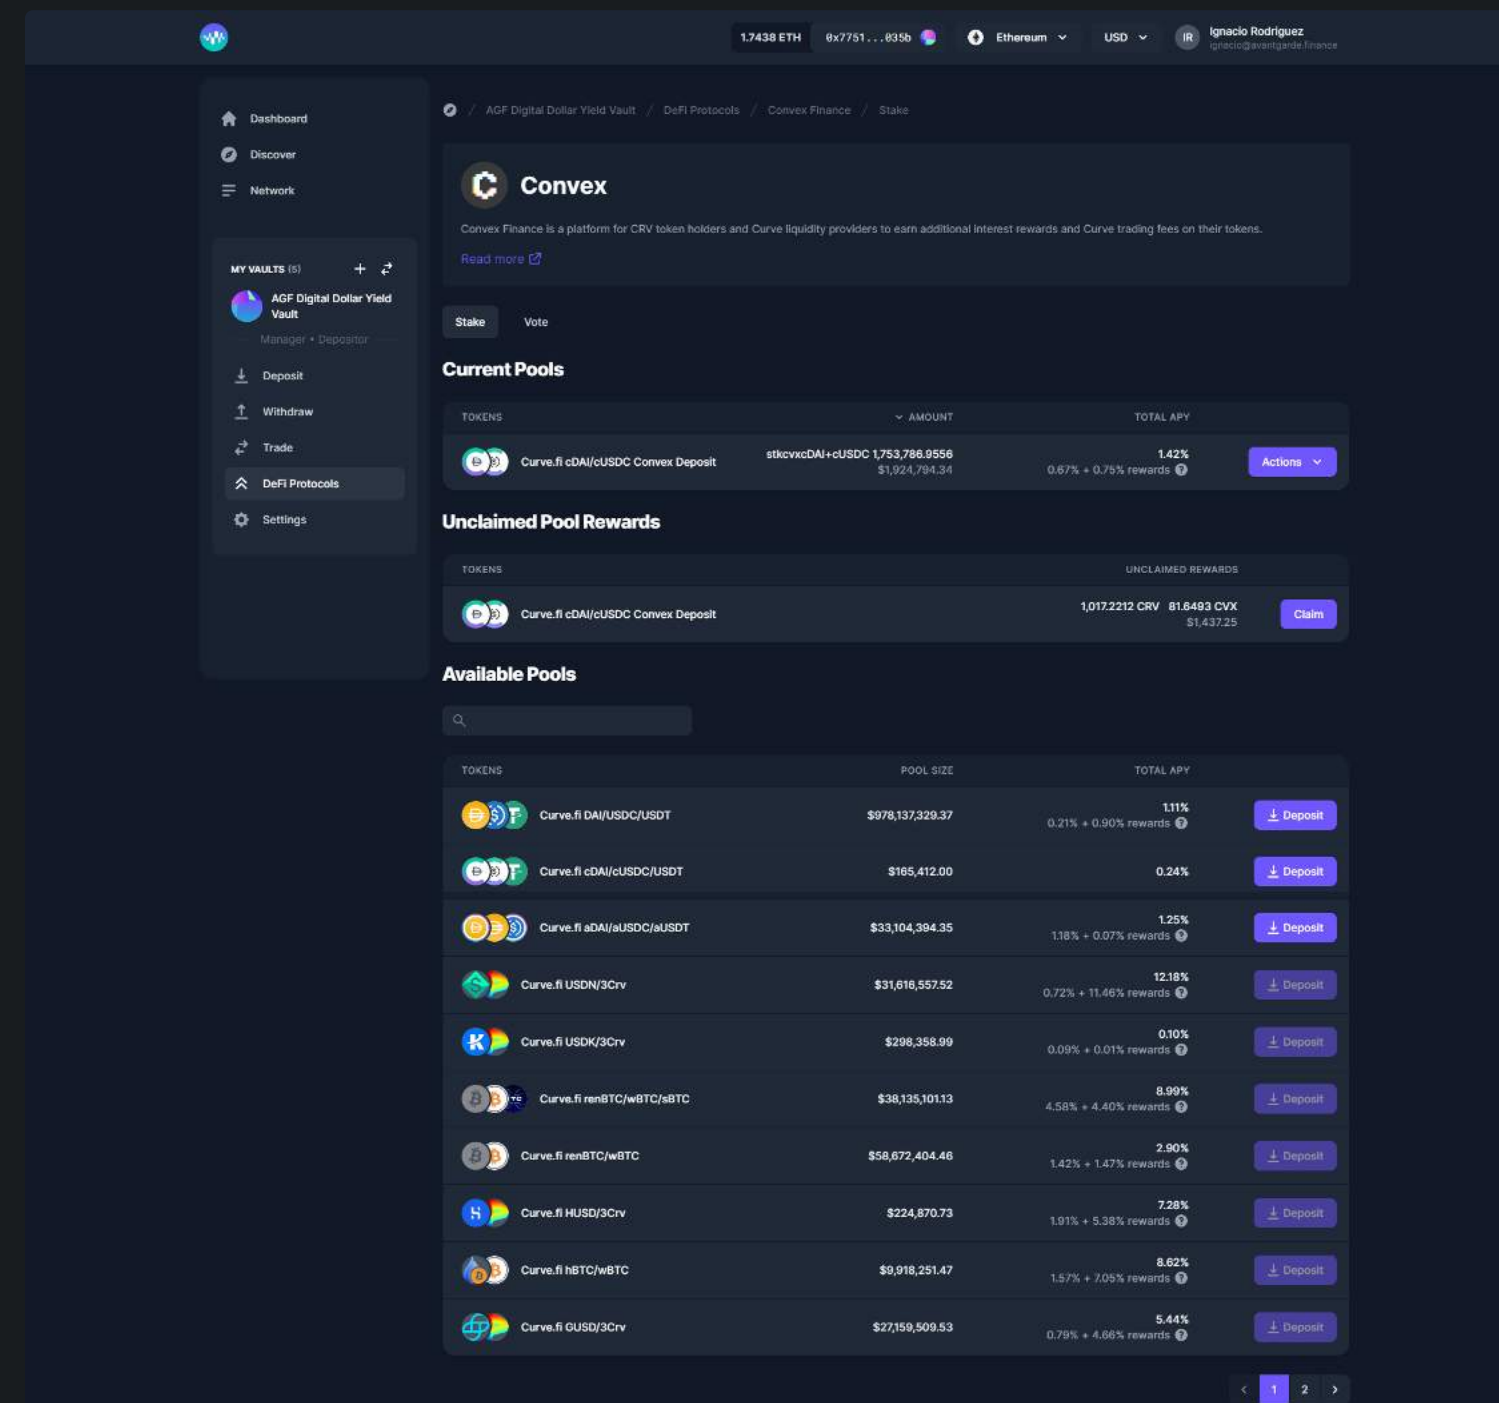 1.7438 ETH 0x7751...035b Ethereum USD IR Ignacio Rodriguez
ignacio@avantgarde.finance
Dashboard
Discover
Network
MY VAULTS (5)
AGF Digital Dollar Yield
Vault
Manager • Depositor
Deposit
Withdraw
Trade
DeFi Protocols
Settings
/ AGF Digital Dollar Yield Vault / DeFi Protocols / Convex Finance / Stake
Convex
Convex Finance is a platform for CRV token holders and Curve liquidity providers to earn additional interest rewards and Curve trading fees on their tokens.
Read more
Stake Vote
Current Pools
TOKENS AMOUNT TOTAL APY
Curve.fi cDAI/cUSDC Convex Deposit stkcvxcDAI+cUSDC 1,753,786.9556 1.42% Actions
$1,924,794.34 0.67% + 0.75% rewards
Unclaimed Pool Rewards
TOKENS UNCLAIMED REWARDS
Curve.fi cDAI/cUSDC Convex Deposit 1,017.2212 CRV 81.6493 CVX Claim
$1,437.25
Available Pools
TOKENS POOL SIZE TOTAL APY
Curve.fi DAI/USDC/USDT $978,137,329.37 1.11% Deposit
0.21% + 0.90% rewards
Curve.fi cDAI/cUSDC/USDT $165,412.00 0.24% Deposit
Curve.fi aDAI/aUSDC/aUSDT $33,104,394.35 1.25% Deposit
1.18% + 0.07% rewards
Curve.fi USDN/3Crv $31,616,557.52 12.18% Deposit
0.72% + 11.46% rewards
Curve.fi USDK/3Crv $298,358.99 0.10% Deposit
0.09% + 0.01% rewards
Curve.fi renBTC/wBTC/sBTC $38,135,101.13 8.99% Deposit
4.58% + 4.40% rewards
Curve.fi renBTC/wBTC $58,672,404.46 2.90% Deposit
1.42% + 1.47% rewards
Curve.fi HUSD/3Crv $224,870.73 7.28% Deposit
1.91% + 5.38% rewards
Curve.fi hBTC/wBTC $9,918,251.47 8.62% Deposit
1.57% + 7.05% rewards
Curve.fi GUSD/3Crv $27,159,509.53 5.44% Deposit
0.79% + 4.66% rewards
1 2